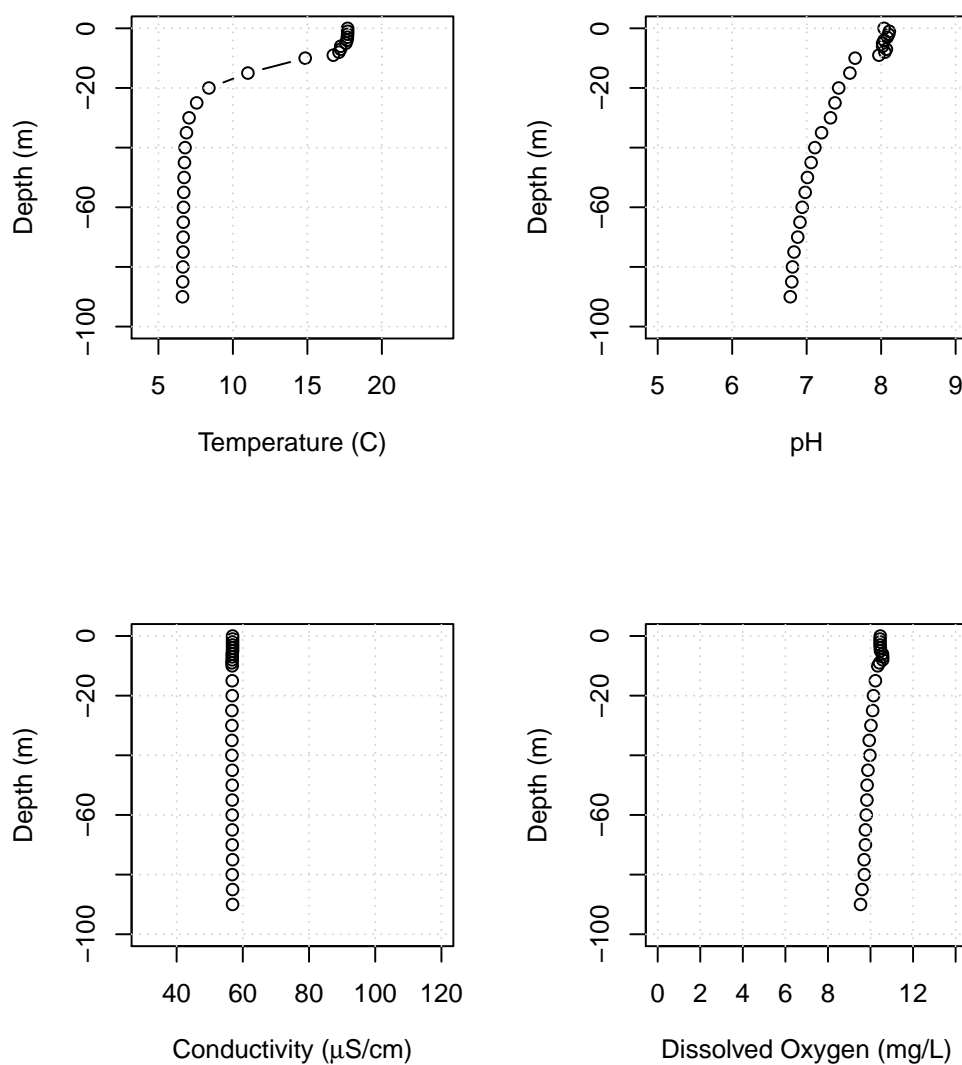 0
−20
−60
−100
Depth (m)
5 10 15 20
Temperature (C)
0
−20
−60
−100
Depth (m)
5 6 7 8 9
pH
0
−20
−60
−100
Depth (m)
40 60 80 100 120
Conductivity (μS/cm)
0
−20
−60
−100
Depth (m)
0 2 4 6 8 12
Dissolved Oxygen (mg/L)